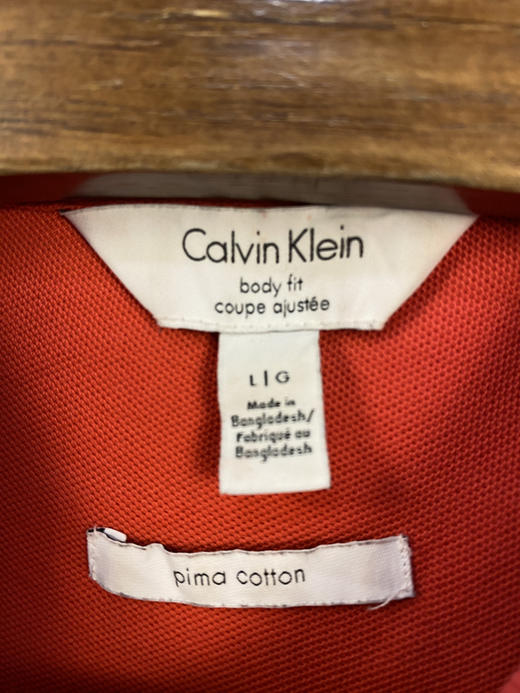 Calvin Klein
body fit
coupe ajustée
L | G
Made in
Bangladesh/
Fabriqué au
Bangladesh
pima cotton